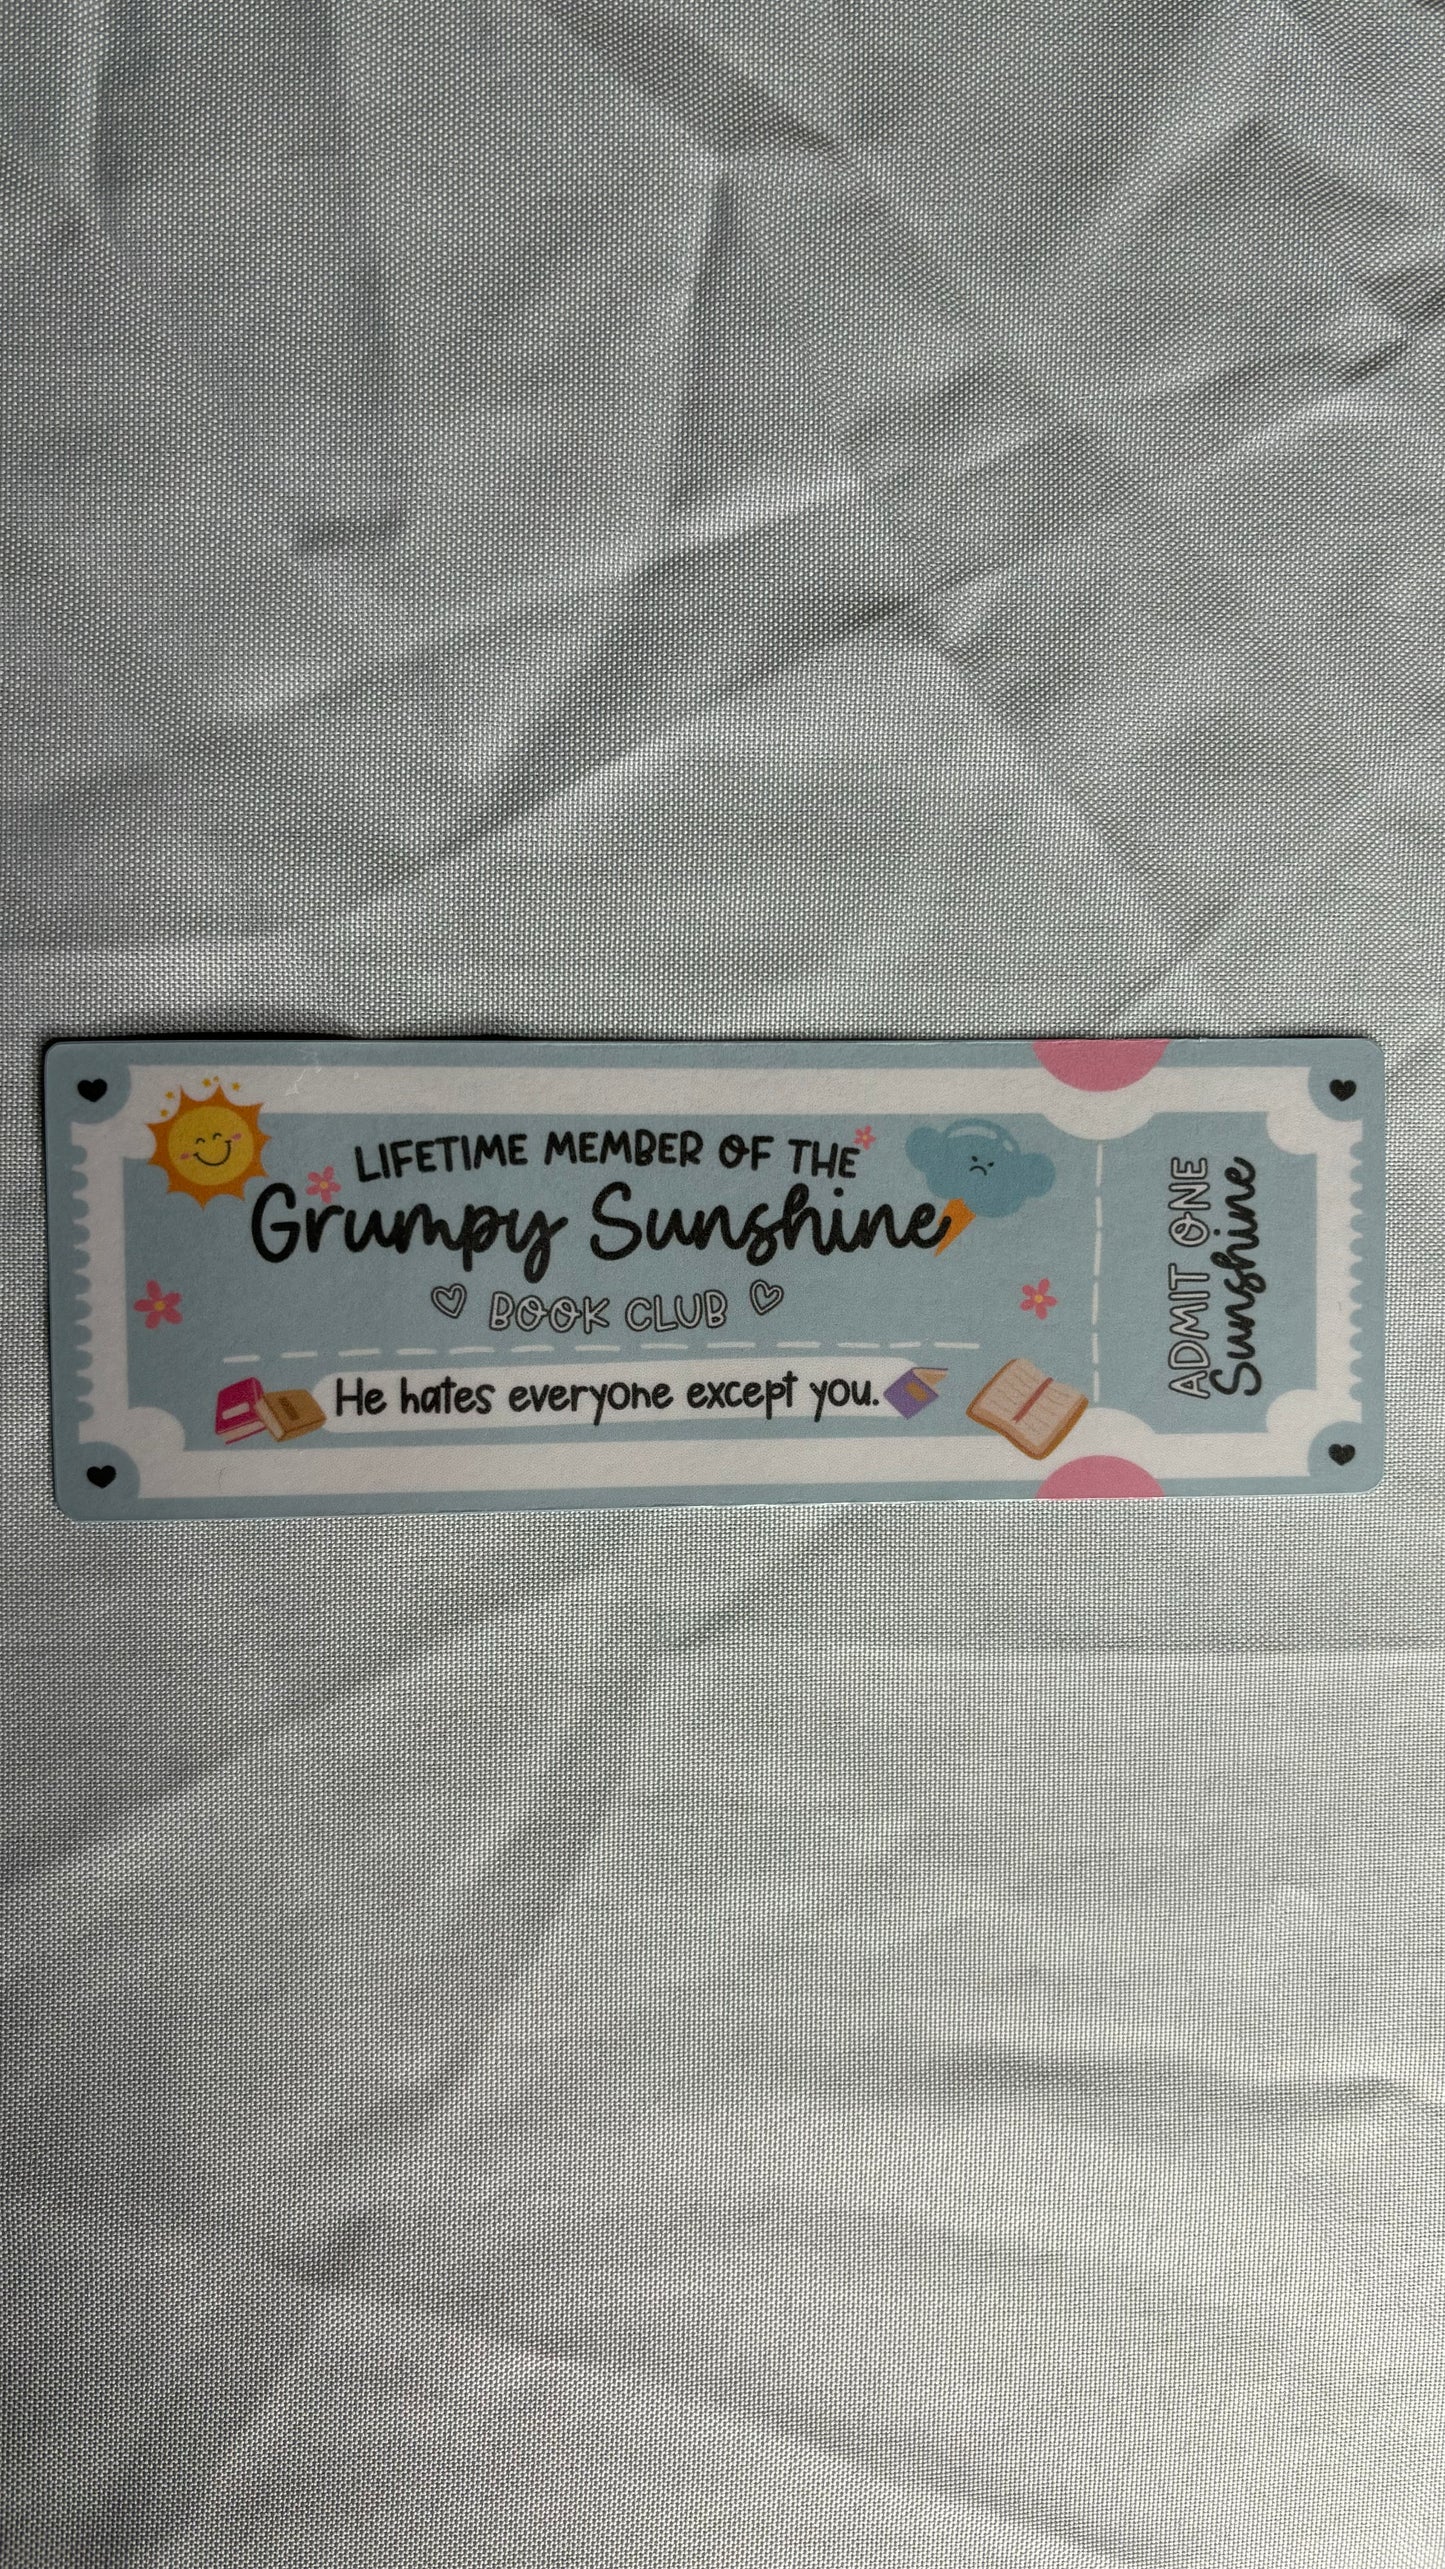 LIFETIME MEMBER OF THE
Grumpy Sunshine
BOOK CLUB
He hates everyone except you.
ADMIT ONE
Sunshine